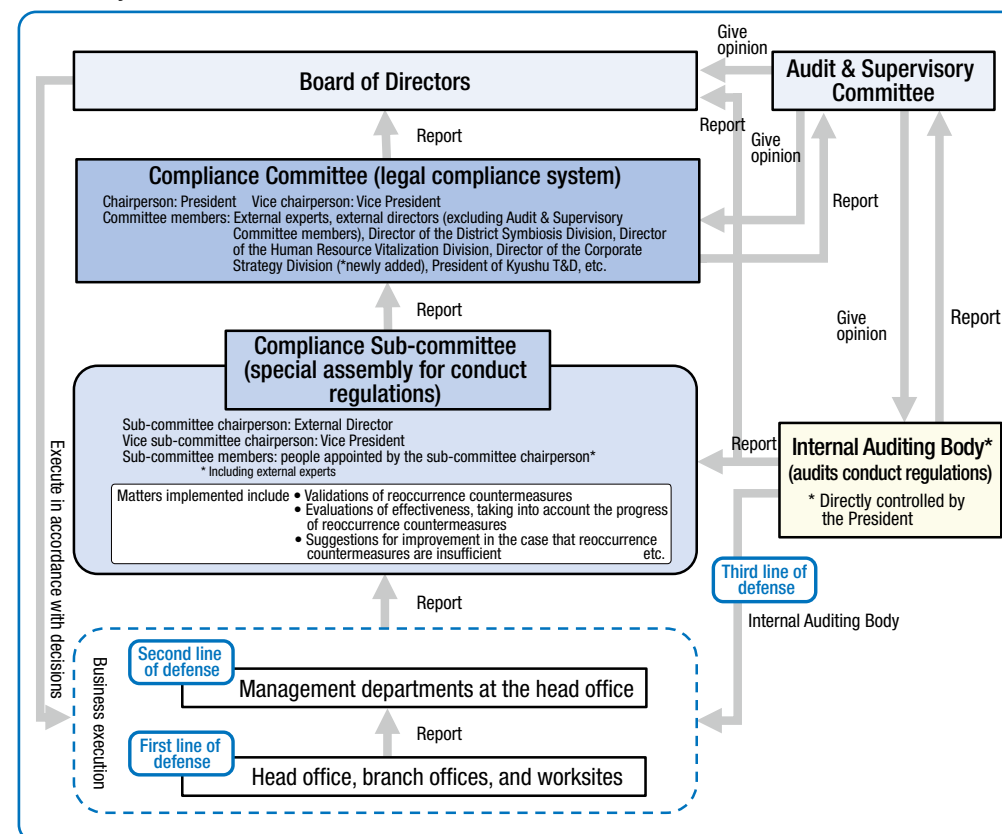 Give
opinion
Board of Directors
Audit & Supervisory
Committee
Report
Report
Give
opinion
Compliance Committee (legal compliance system)
Chairperson: President Vice chairperson: Vice President
Committee members: External experts, external directors (excluding Audit & Supervisory
Committee members), Director of the District Symbiosis Division, Director
of the Human Resource Vitalization Division, Director of the Corporate
Strategy Division (*newly added), President of Kyushu T&D, etc.
Report
Report
Give
opinion
Report
Compliance Sub-committee
(special assembly for conduct
regulations)
Sub-committee chairperson: External Director
Vice sub-committee chairperson: Vice President
Sub-committee members: people appointed by the sub-committee chairperson*
* Including external experts
Matters implemented include • Validations of reoccurrence countermeasures
• Evaluations of effectiveness, taking into account the progress
of reoccurrence countermeasures
• Suggestions for improvement in the case that reoccurrence
countermeasures are insufficient etc.
Report
Internal Auditing Body*
(audits conduct regulations)
* Directly controlled by
the President
Execute in accordance with decisions
Third line of
defense
Internal Auditing Body
Report
Business execution
Second line
of defense
Management departments at the head office
Report
First line of
defense
Head office, branch offices, and worksites